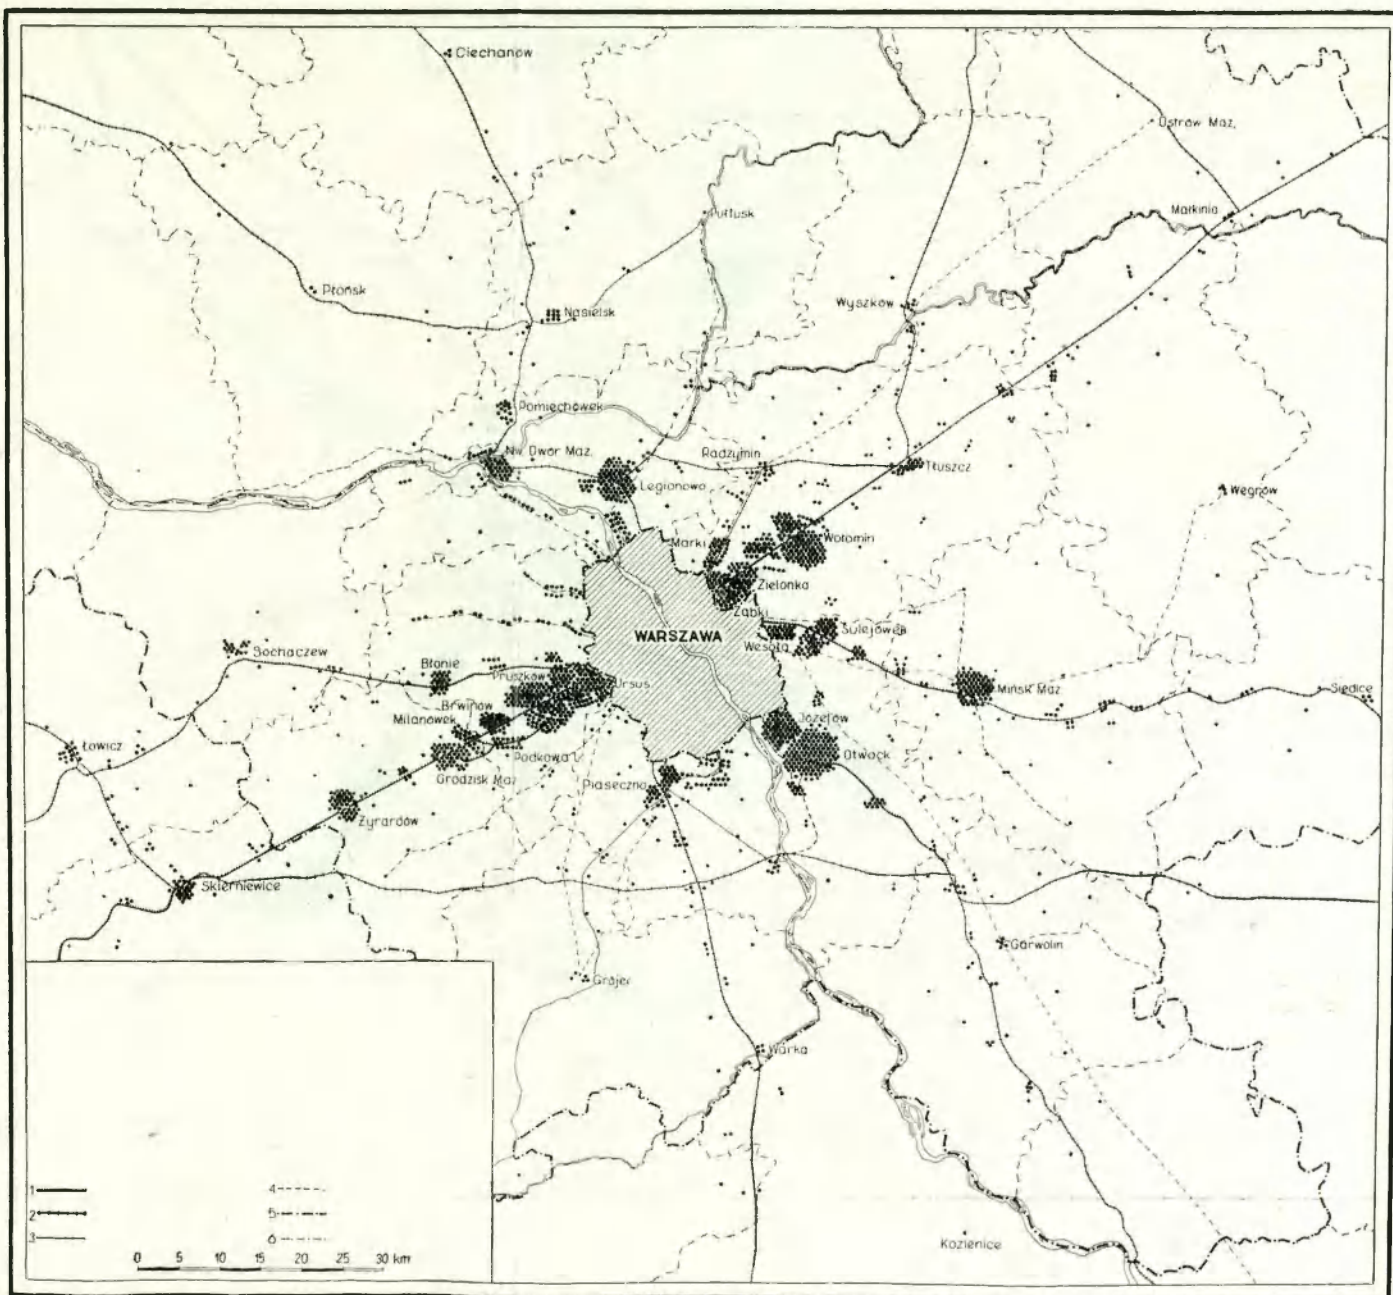 Ciechanów
Ostrów Maz.
Pułtusk
Małkinia
Płońsk
Nasielsk
Wyszków
Pomiechówek
Nw. Dwór Maz.
Radzymin
Legionowo
Tłuszcz
Węgrów
Marki
Wołomin
Zielonka
Ząbki
WARSZAWA
Sulejówek
Wesoła
Sochaczew
Błonie
Pruszków
Ursus
Mińsk Maz.
Siedlce
Brwinów
Milanówek
Józefów
Łowicz
Podkowa L.
Otwock
Grodzisk Maz.
Piaseczno
Żyrardów
Skierniewice
Garwolin
Grójec
Warka
Kozienice
1 4
2 5
3 6
0 5 10 15 20 25 30 km